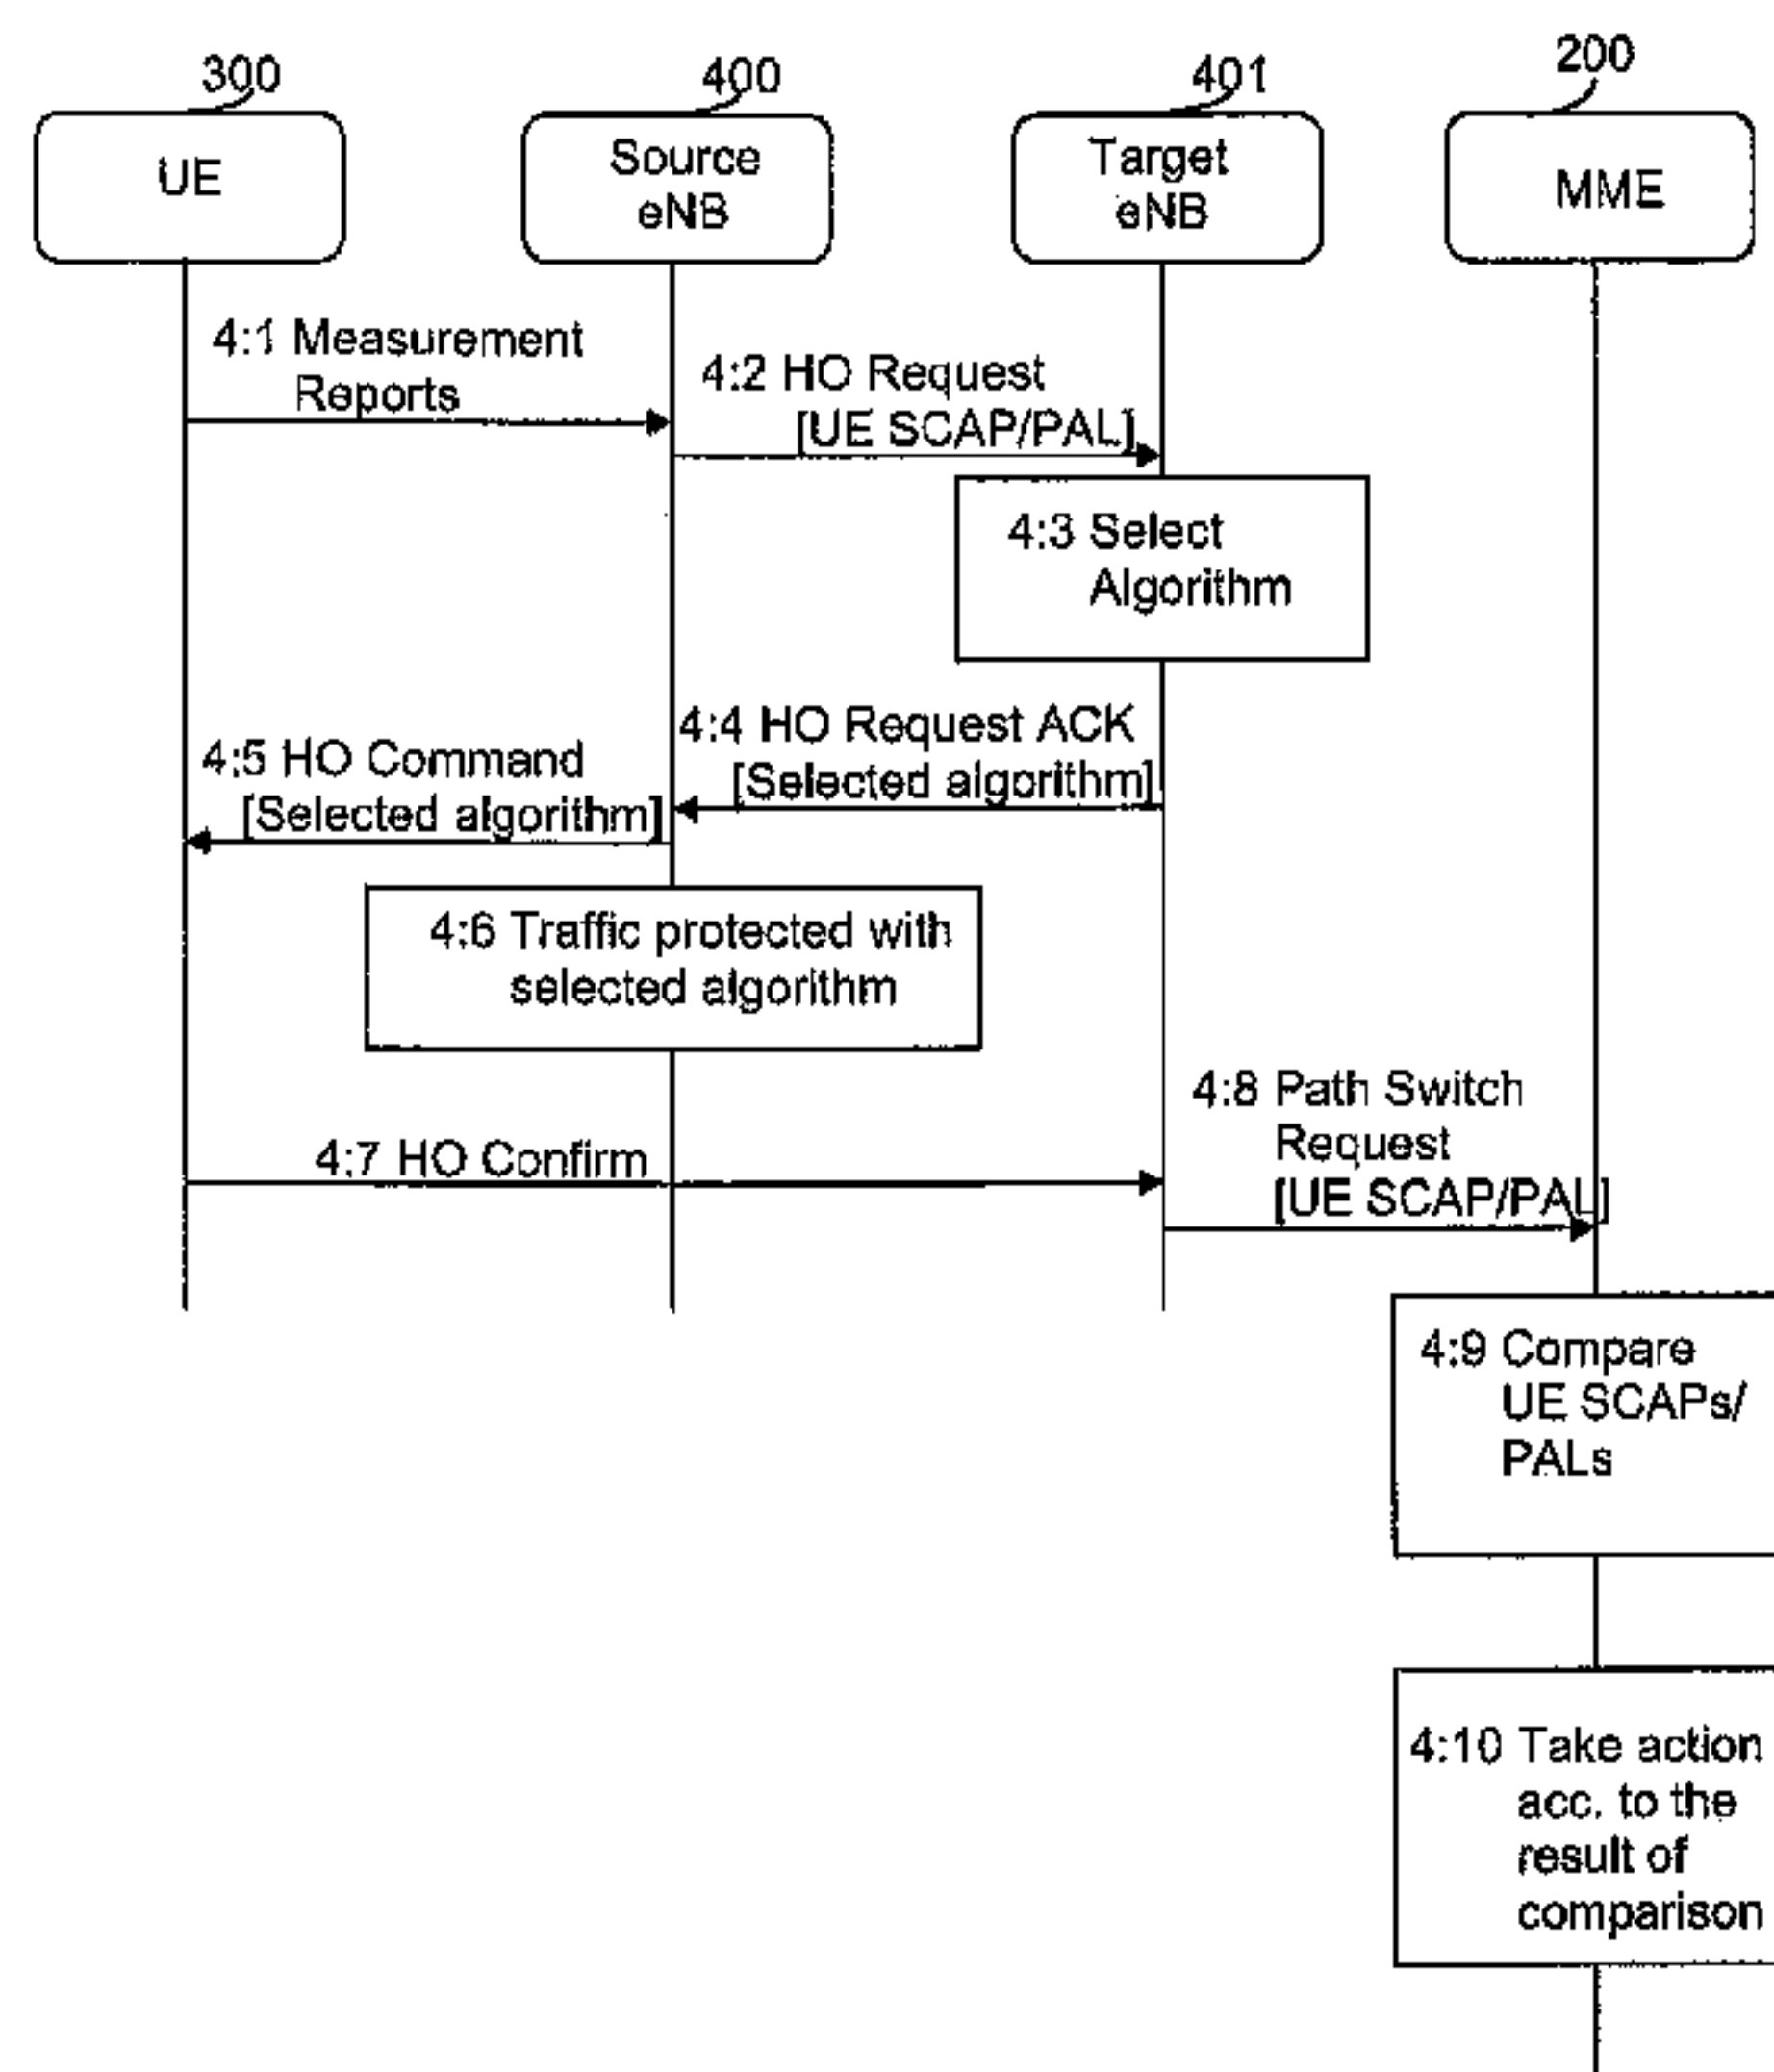 300
400
401
200
UE
Source
eNB
Target
eNB
MME
4:1 Measurement
Reports
4:2 HO Request
[UE SCAP/PAL]
4:3 Select
Algorithm
4:4 HO Request ACK
[Selected algorithm]
4:5 HO Command
[Selected algorithm]
4:6 Traffic protected with
selected algorithm
4:7 HO Confirm
4:8 Path Switch
Request
[UE SCAP/PAL]
4:9 Compare
UE SCAPs/
PALs
4:10 Take action
acc. to the
result of
comparison